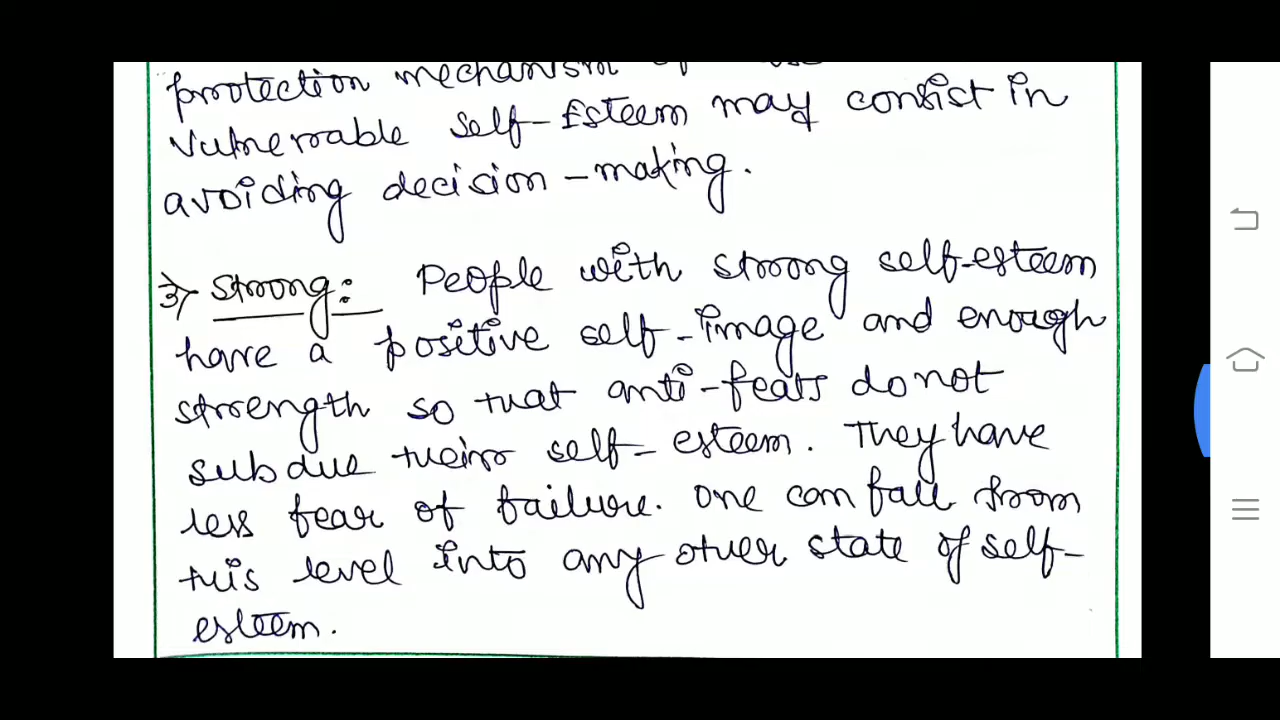 protection mechanism of
vulnerable self-Esteem may consist in
avoiding decision-making.
3) Strong: People with strong self-esteem
have a positive self-image and enough
strength so that anti-feats do not
subdue their self-esteem. They have
less fear of failure. One can fall from
this level into any other state of self-
esteem.